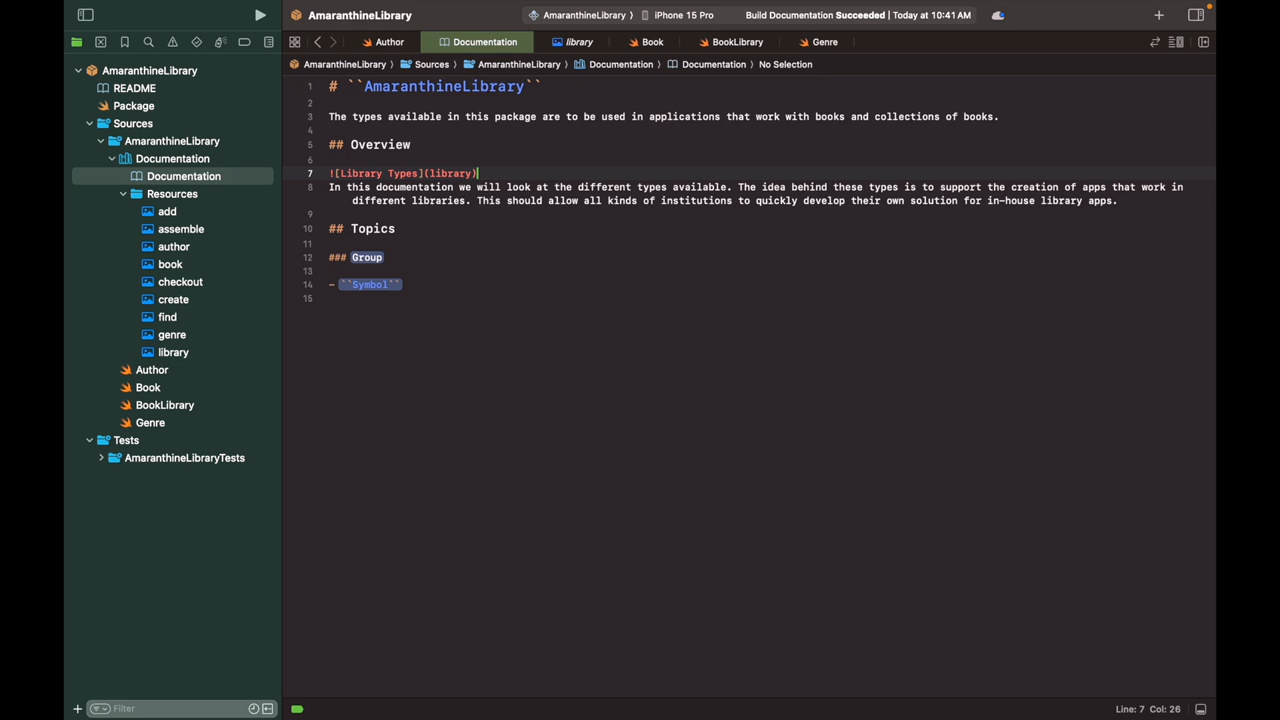 AmaranthineLibrary
AmaranthineLibrary 〉 iPhone 15 Pro
Build Documentation Succeeded | Today at 10:41 AM
Author
Documentation
library
Book
BookLibrary
Genre
AmaranthineLibrary 〉 Sources 〉 AmaranthineLibrary 〉 Documentation 〉 Documentation 〉 No Selection
AmaranthineLibrary
README
Package
Sources
AmaranthineLibrary
Documentation
Documentation
Resources
add
assemble
author
book
checkout
create
find
genre
library
Author
Book
BookLibrary
Genre
Tests
AmaranthineLibraryTests
Filter
1 # ``AmaranthineLibrary``
2
3 The types available in this package are to be used in applications that work with books and collections of books.
4
5 ## Overview
6
7 ![Library Types](library)
8 In this documentation we will look at the different types available. The idea behind these types is to support the creation of apps that work in
different libraries. This should allow all kinds of institutions to quickly develop their own solution for in-house library apps.
9
10 ## Topics
11
12 ### Group
13
14 - ``Symbol``
15
Line: 7 Col: 26